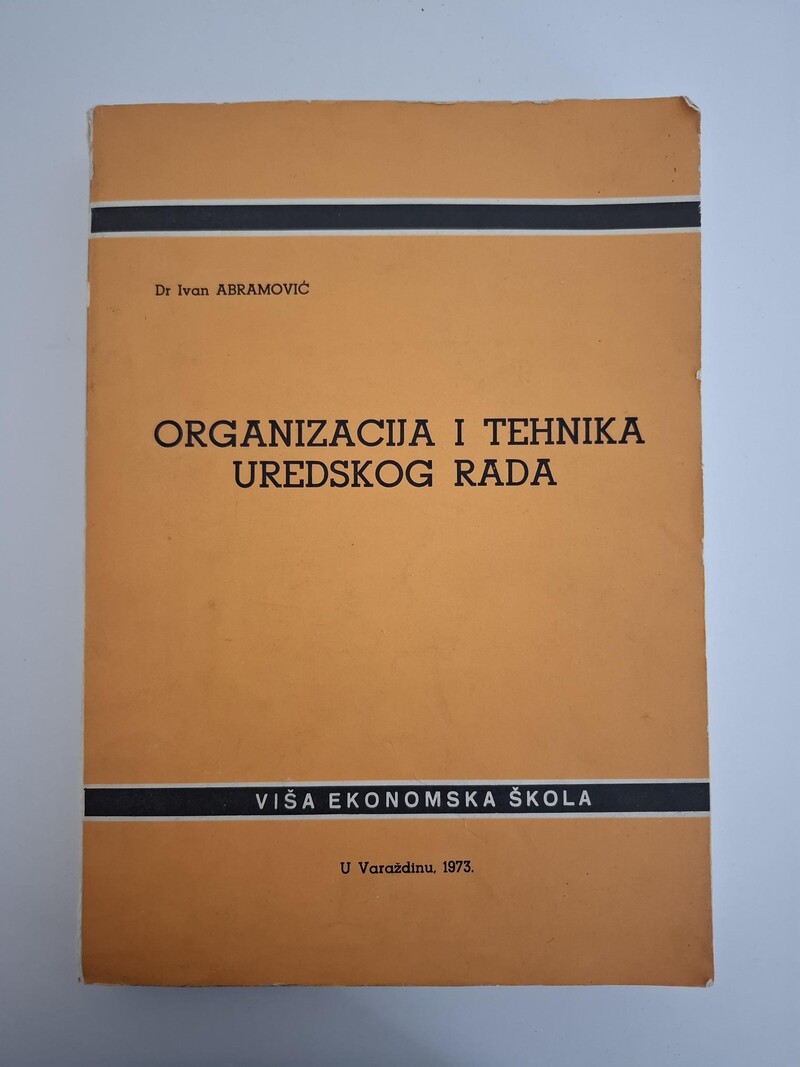 Dr Ivan ABRAMOVIĆ
ORGANIZACIJA I TEHNIKA
UREDSKOG RADA
VIŠA EKONOMSKA ŠKOLA
U Varaždinu, 1973.